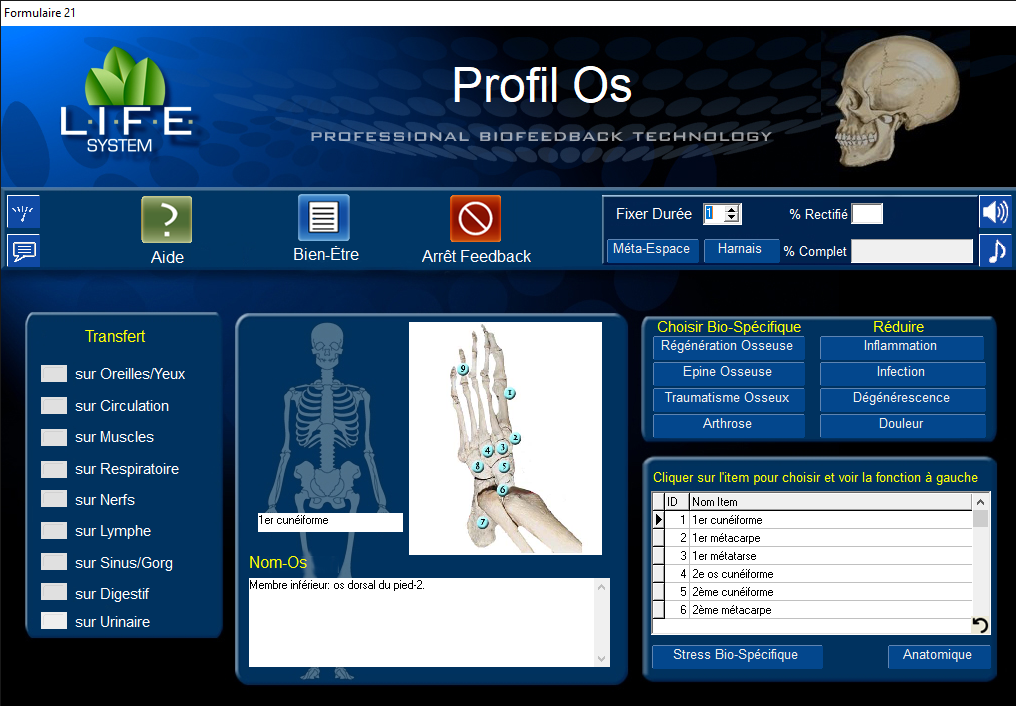 Formulaire 21
L·I·F·E
SYSTEM
Profil Os
PROFESSIONAL BIOFEEDBACK TECHNOLOGY
Aide
Bien-Être
Arrêt Feedback
Fixer Durée 1
% Rectifié
Méta-Espace
Harnais
% Complet
Transfert
sur Oreilles/Yeux
sur Circulation
sur Muscles
sur Respiratoire
sur Nerfs
sur Lymphe
sur Sinus/Gorg
sur Digestif
sur Urinaire
9
1
2
3
4
5
8
6
7
1er cunéiforme
Nom-Os
Membre inférieur: os dorsal du pied-2.
Choisir Bio-Spécifique
Régénération Osseuse
Epine Osseuse
Traumatisme Osseux
Arthrose
Réduire
Inflammation
Infection
Dégénérescence
Douleur
Cliquer sur l'item pour choisir et voir la fonction à gauche
ID Nom Item
1 1er cunéiforme
2 1er métacarpe
3 1er métatarse
4 2e os cunéiforme
5 2ème cunéiforme
6 2ème métacarpe
Stress Bio-Spécifique
Anatomique